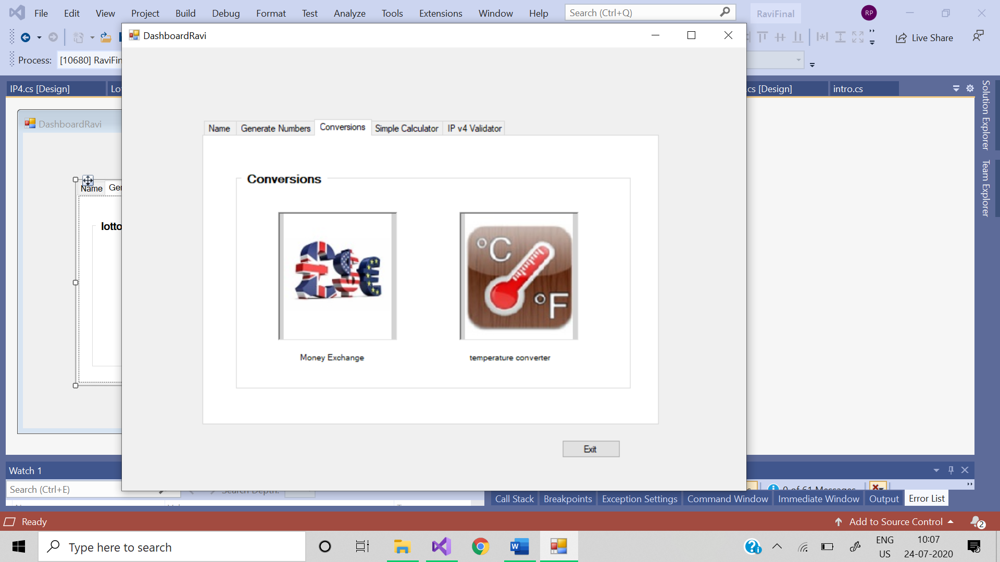 File Edit View Project Build Debug Format Test Analyze Tools Extensions Window Help Search (Ctrl+Q) RaviFinal RP
DashboardRavi
Live Share
Process: [10680] RaviFin
IP4.cs [Design] Lo .cs [Design] intro.cs
Solution Explorer
Team Explorer
DashboardRavi
Name Generate Numbers Conversions Simple Calculator IP v4 Validator
Name Ger
Conversions
lotto
°C
°F
Money Exchange temperature converter
Exit
Watch 1
Search (Ctrl+E) Search Depth: 0 of 61 Messages
Call Stack Breakpoints Exception Settings Command Window Immediate Window Output Error List
Ready Add to Source Control 2
Type here to search
ENG
US
10:07
24-07-2020